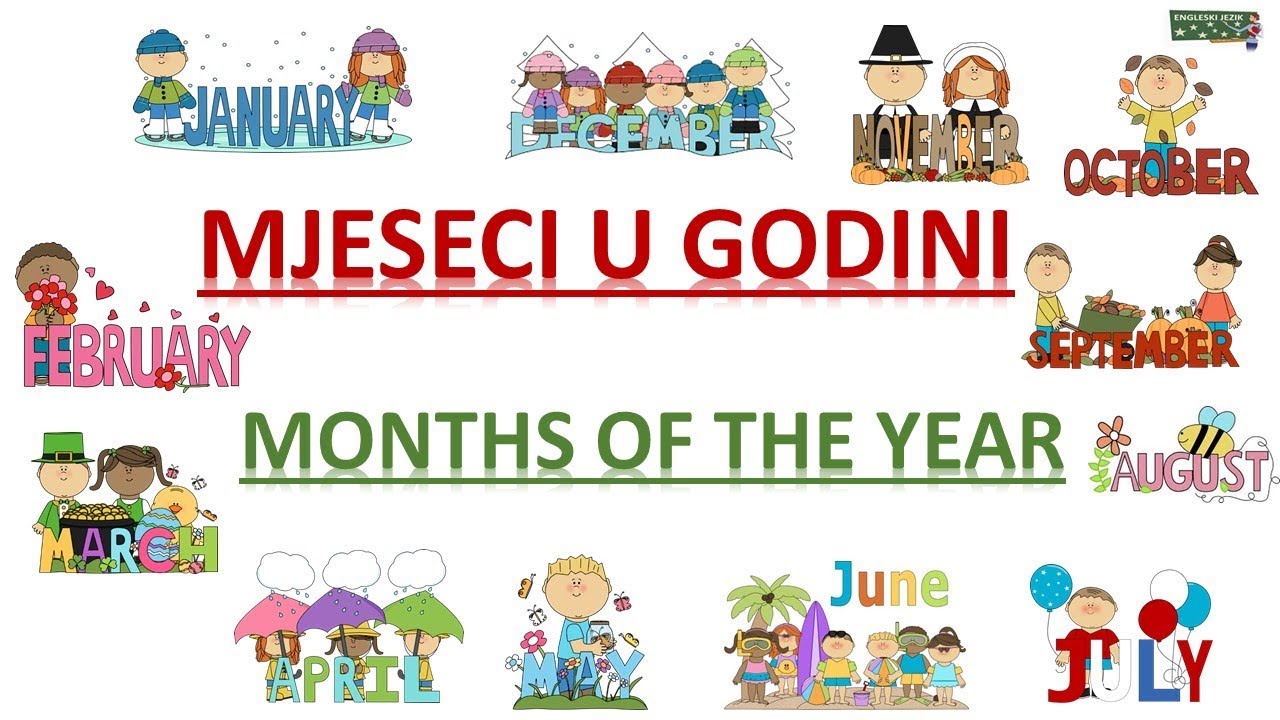 ENGLESKI JEZIK
JANUARY
DECEMBER
NOVEMBER
OCTOBER
MJESECI U GODINI
FEBRUARY
SEPTEMBER
MONTHS OF THE YEAR
AUGUST
MARCH
APRIL
MAY
June
JULY